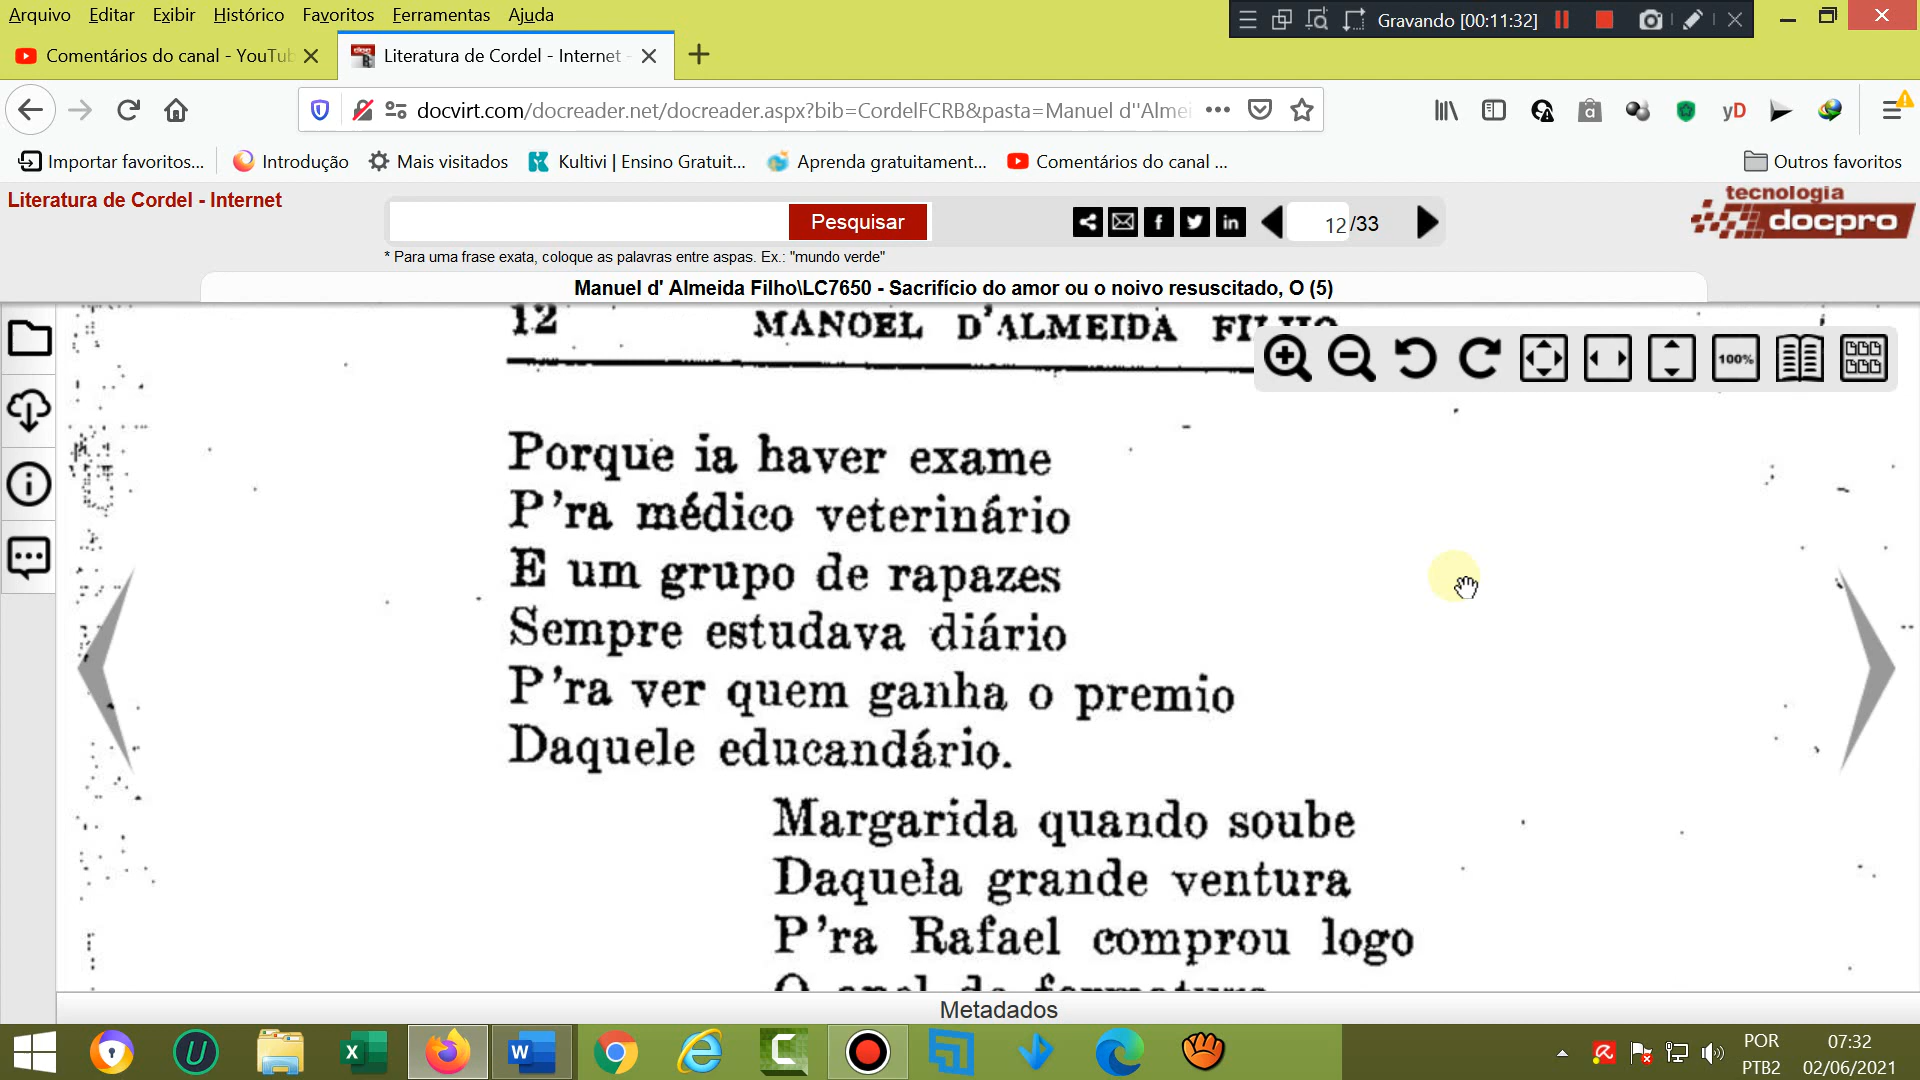 Arquivo Editar Exibir Histórico Favoritos Ferramentas Ajuda
Gravando [00:11:32]
Comentários do canal - YouTub
Literatura de Cordel - Internet -
docvirt.com/docreader.net/docreader.aspx?bib=CordelFCRB&pasta=Manuel d''Almei
yD
Importar favoritos... Introdução Mais visitados Kultivi | Ensino Gratuit... Aprenda gratuitament... Comentários do canal ... Outros favoritos
Literatura de Cordel - Internet
Pesquisar
12 /33
tecnologia
docpro
* Para uma frase exata, coloque as palavras entre aspas. Ex.: "mundo verde"
Manuel d' Almeida Filho\LC7650 - Sacrifício do amor ou o noivo resuscitado, O (5)
12 MANOEL D'ALMEIDA FILHO
100%
Porque ia haver exame
P'ra médico veterinário
E um grupo de rapazes
Sempre estudava diário
P'ra ver quem ganha o premio
Daquele educandário.
Margarida quando soube
Daquela grande ventura
P'ra Rafael comprou logo
O anel de formatura
Metadados
POR
PTB2
07:32
02/06/2021